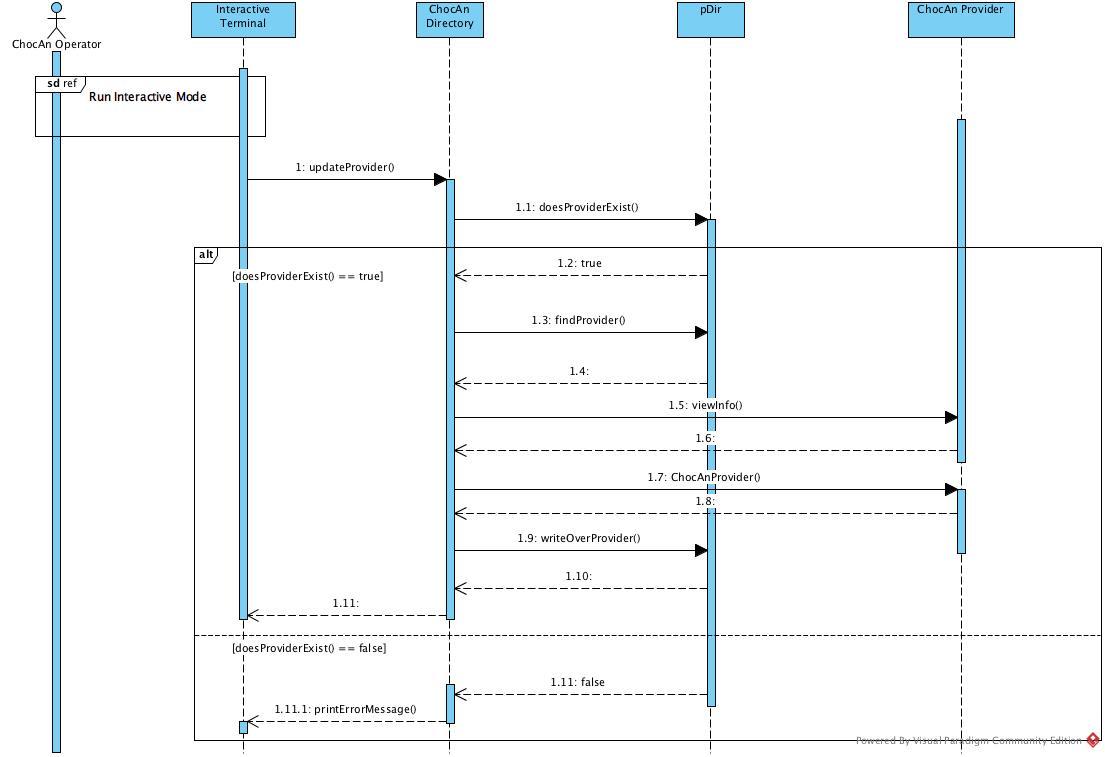 Interactive
Terminal
ChocAn
Directory
pDir
ChocAn Provider
ChocAn Operator
sd ref
Run Interactive Mode
1: updateProvider()
1.1: doesProviderExist()
alt
1.2: true
[doesProviderExist() == true]
1.3: findProvider()
1.4:
1.5: viewInfo()
1.6:
1.7: ChocAnProvider()
1.8:
1.9: writeOverProvider()
1.10:
1.11:
[doesProviderExist() == false]
1.11: false
1.11.1: printErrorMessage()
Powered By Visual Paradigm Community Edition